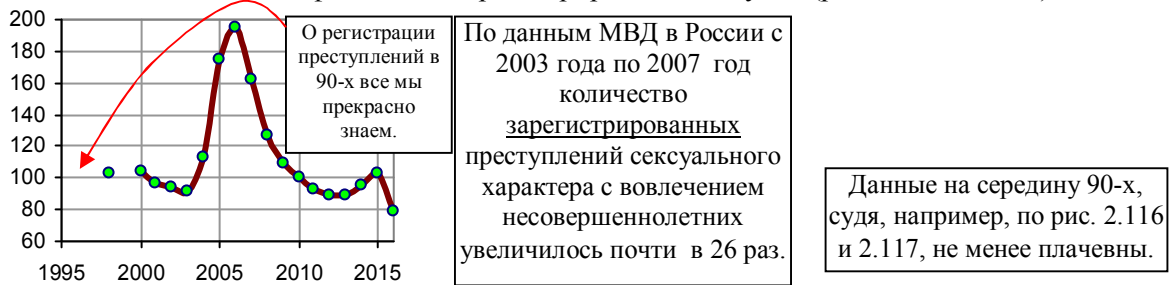 200
180
160
140
120
100
80
60
1995 2000 2005 2010 2015
О регистрации
преступлений в
90-х все мы
прекрасно
знаем.
По данным МВД в России с
2003 года по 2007 год
количество
зарегистрированных
преступлений сексуального
характера с вовлечением
несовершеннолетних
увеличилось почти в 26 раз.
Данные на середину 90-х,
судя, например, по рис. 2.116
и 2.117, не менее плачевны.